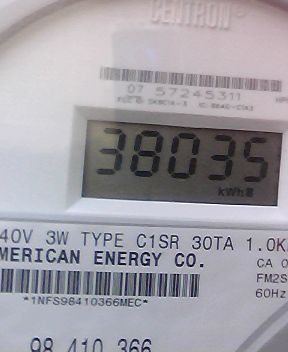 CENTRON®
07 57245311
38035
kWh
40V 3W TYPE C1SR 30TA 1.0K
MERICAN ENERGY CO.
CA 0
FM2S
*1NFS98410366MEC*
60Hz
98 410 366